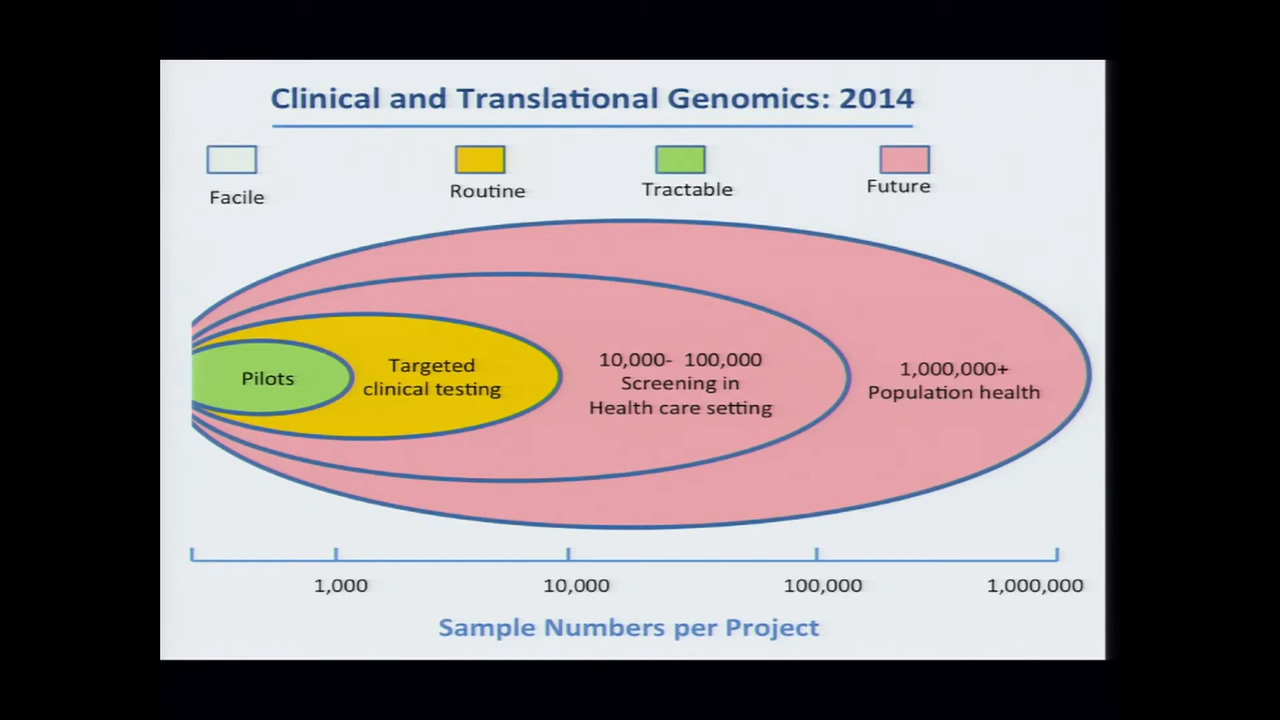 Clinical and Translational Genomics: 2014
Facile
Routine
Tractable
Future
Pilots
Targeted
clinical testing
10,000- 100,000
Screening in
Health care setting
1,000,000+
Population health
1,000
10,000
100,000
1,000,000
Sample Numbers per Project